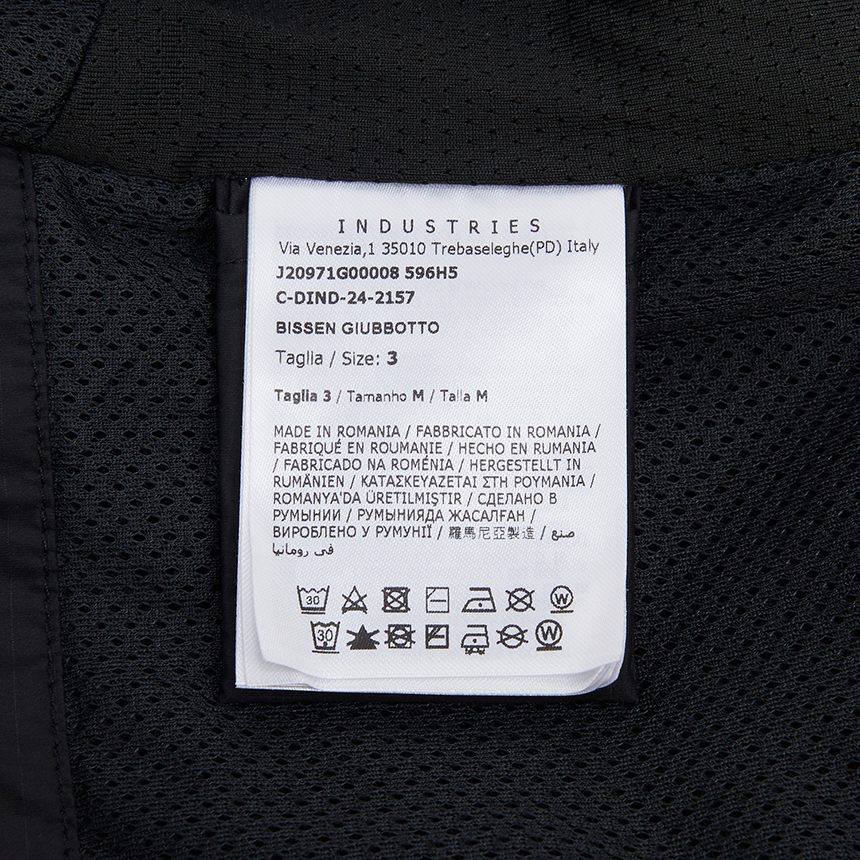 INDUSTRIES
Via Venezia,1 35010 Trebaseleghe(PD) Italy
J20971G00008 596H5
C-DIND-24-2157
BISSEN GIUBBOTTO
Taglia / Size: 3
Taglia 3 / Tamanho M / Talla M
MADE IN ROMANIA / FABBRICATO IN ROMANIA /
FABRIQUÉ EN ROUMANIE / HECHO EN RUMANIA
/ FABRICADO NA ROMÉNIA / HERGESTELLT IN
RUMÄNIEN / ΚΑΤΑΣΚΕΥΑΖΕΤΑΙ ΣΤΗ ΡΟΥΜΑΝΙΑ /
ROMANYA'DA ÜRETILMIŞTIR / СДЕЛАНО В
РУМЫНИИ / РУМЫНИЯДА ЖАСАЛҒАН /
ВИРОБЛЕНО У РУМУНІЇ / 羅馬尼亞製造 / صنع
في رومانيا
30 W
30 W